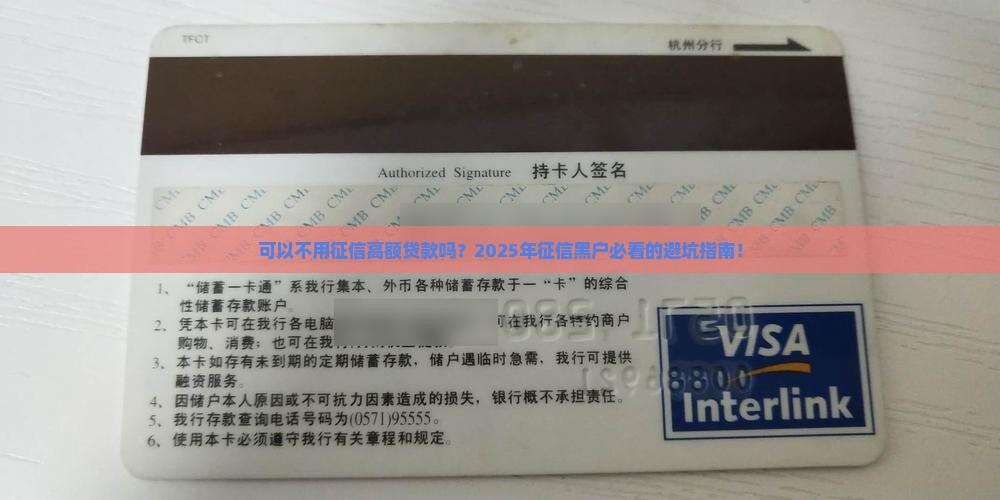 TFCT
杭州分行
Authorized Signature 持卡人签名
CMB CMB CMB CMB CMB
可以不用征信高额贷款吗？2025年征信黑户必看的避坑指南！
1、“储蓄一卡通”系我行集本、外币各种储蓄存款于一“卡”的综合
性储蓄存款账户
2、凭本卡可在我行各电脑 可在我行各特约商户
购物、消费；也可在我
3、本卡如存有未到期的定期储蓄存款，储户遇临时急需，我行可提供
融资服务。
4、因储户本人原因或不可抗力因素造成的损失，银行概不承担责任。
5、我行存款查询电话号码为(0571)95555。
6、使用本卡必须遵守我行有关章程和规定。
VISA
Interlink